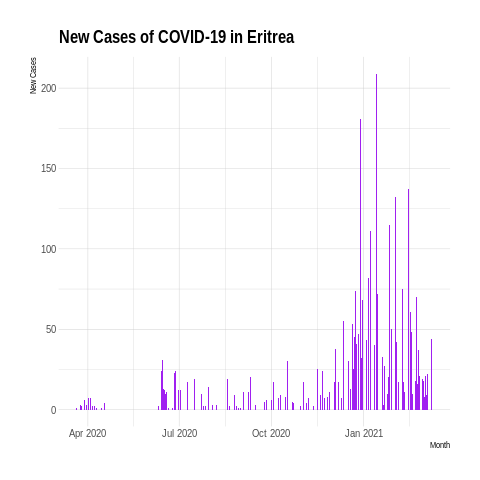 New Cases of COVID-19 in Eritrea
New Cases
200
150
100
50
0
Apr 2020
Jul 2020
Oct 2020
Jan 2021
Month